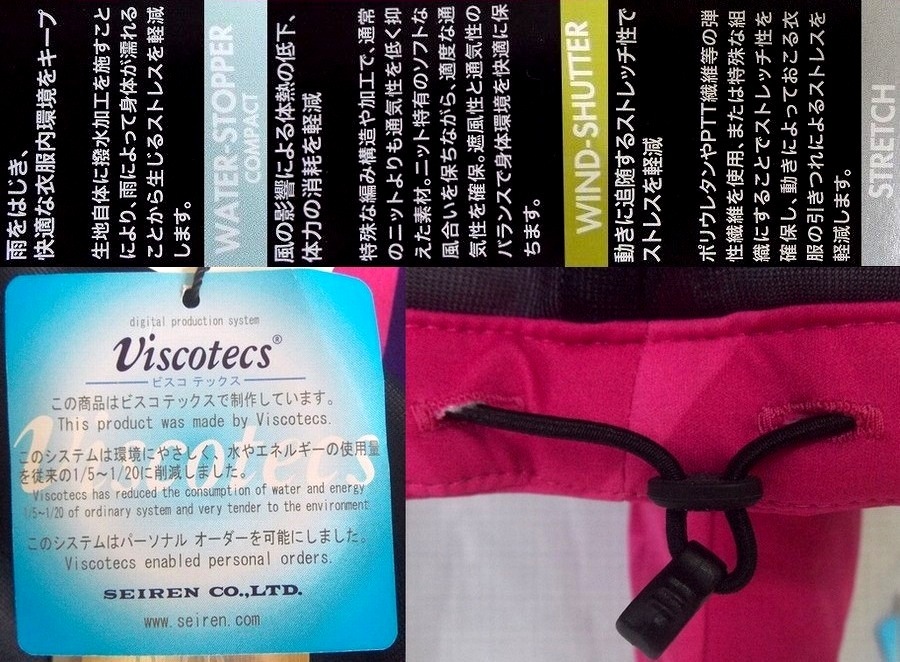 雨をはじき、
快適な衣服内環境をキープ
生地自体に撥水加工を施すこと
により、雨によって身体が濡れる
ことから生じるストレスを軽減
します。
WATER-STOPPER
COMPACT
風の影響による体熱の低下、
体力の消耗を軽減
特殊な編み構造や加工で、通常
のニットよりも通気性を低く抑
えた素材。ニット特有のソフトな
風合いを保ちながら、適度な通
気性を確保。遮風性と通気性の
バランスで身体環境を快適に保
ちます。
WIND-SHUTTER
動きに追随するストレッチ性で
ストレスを軽減
ポリウレタンやPTT繊維等の弾
性繊維を使用、または特殊な組
織にすることでストレッチ性を
確保し、動きによっておこる衣
服の引きつれによるストレスを
軽減します。
STRETCH
digital production system
Viscotecs®
ビスコ テックス
この商品はビスコテックスで制作しています。
This product was made by Viscotecs.
Viscotecs
このシステムは環境にやさしく、水やエネルギーの使用量
を従来の1/5~1/20に削減しました。
Viscotecs has reduced the consumption of water and energy
1/5~1/20 of ordinary system and very tender to the environment
このシステムはパーソナル オーダーを可能にしました。
Viscotecs enabled personal orders.
SEIREN CO.,LTD.
www.seiren.com